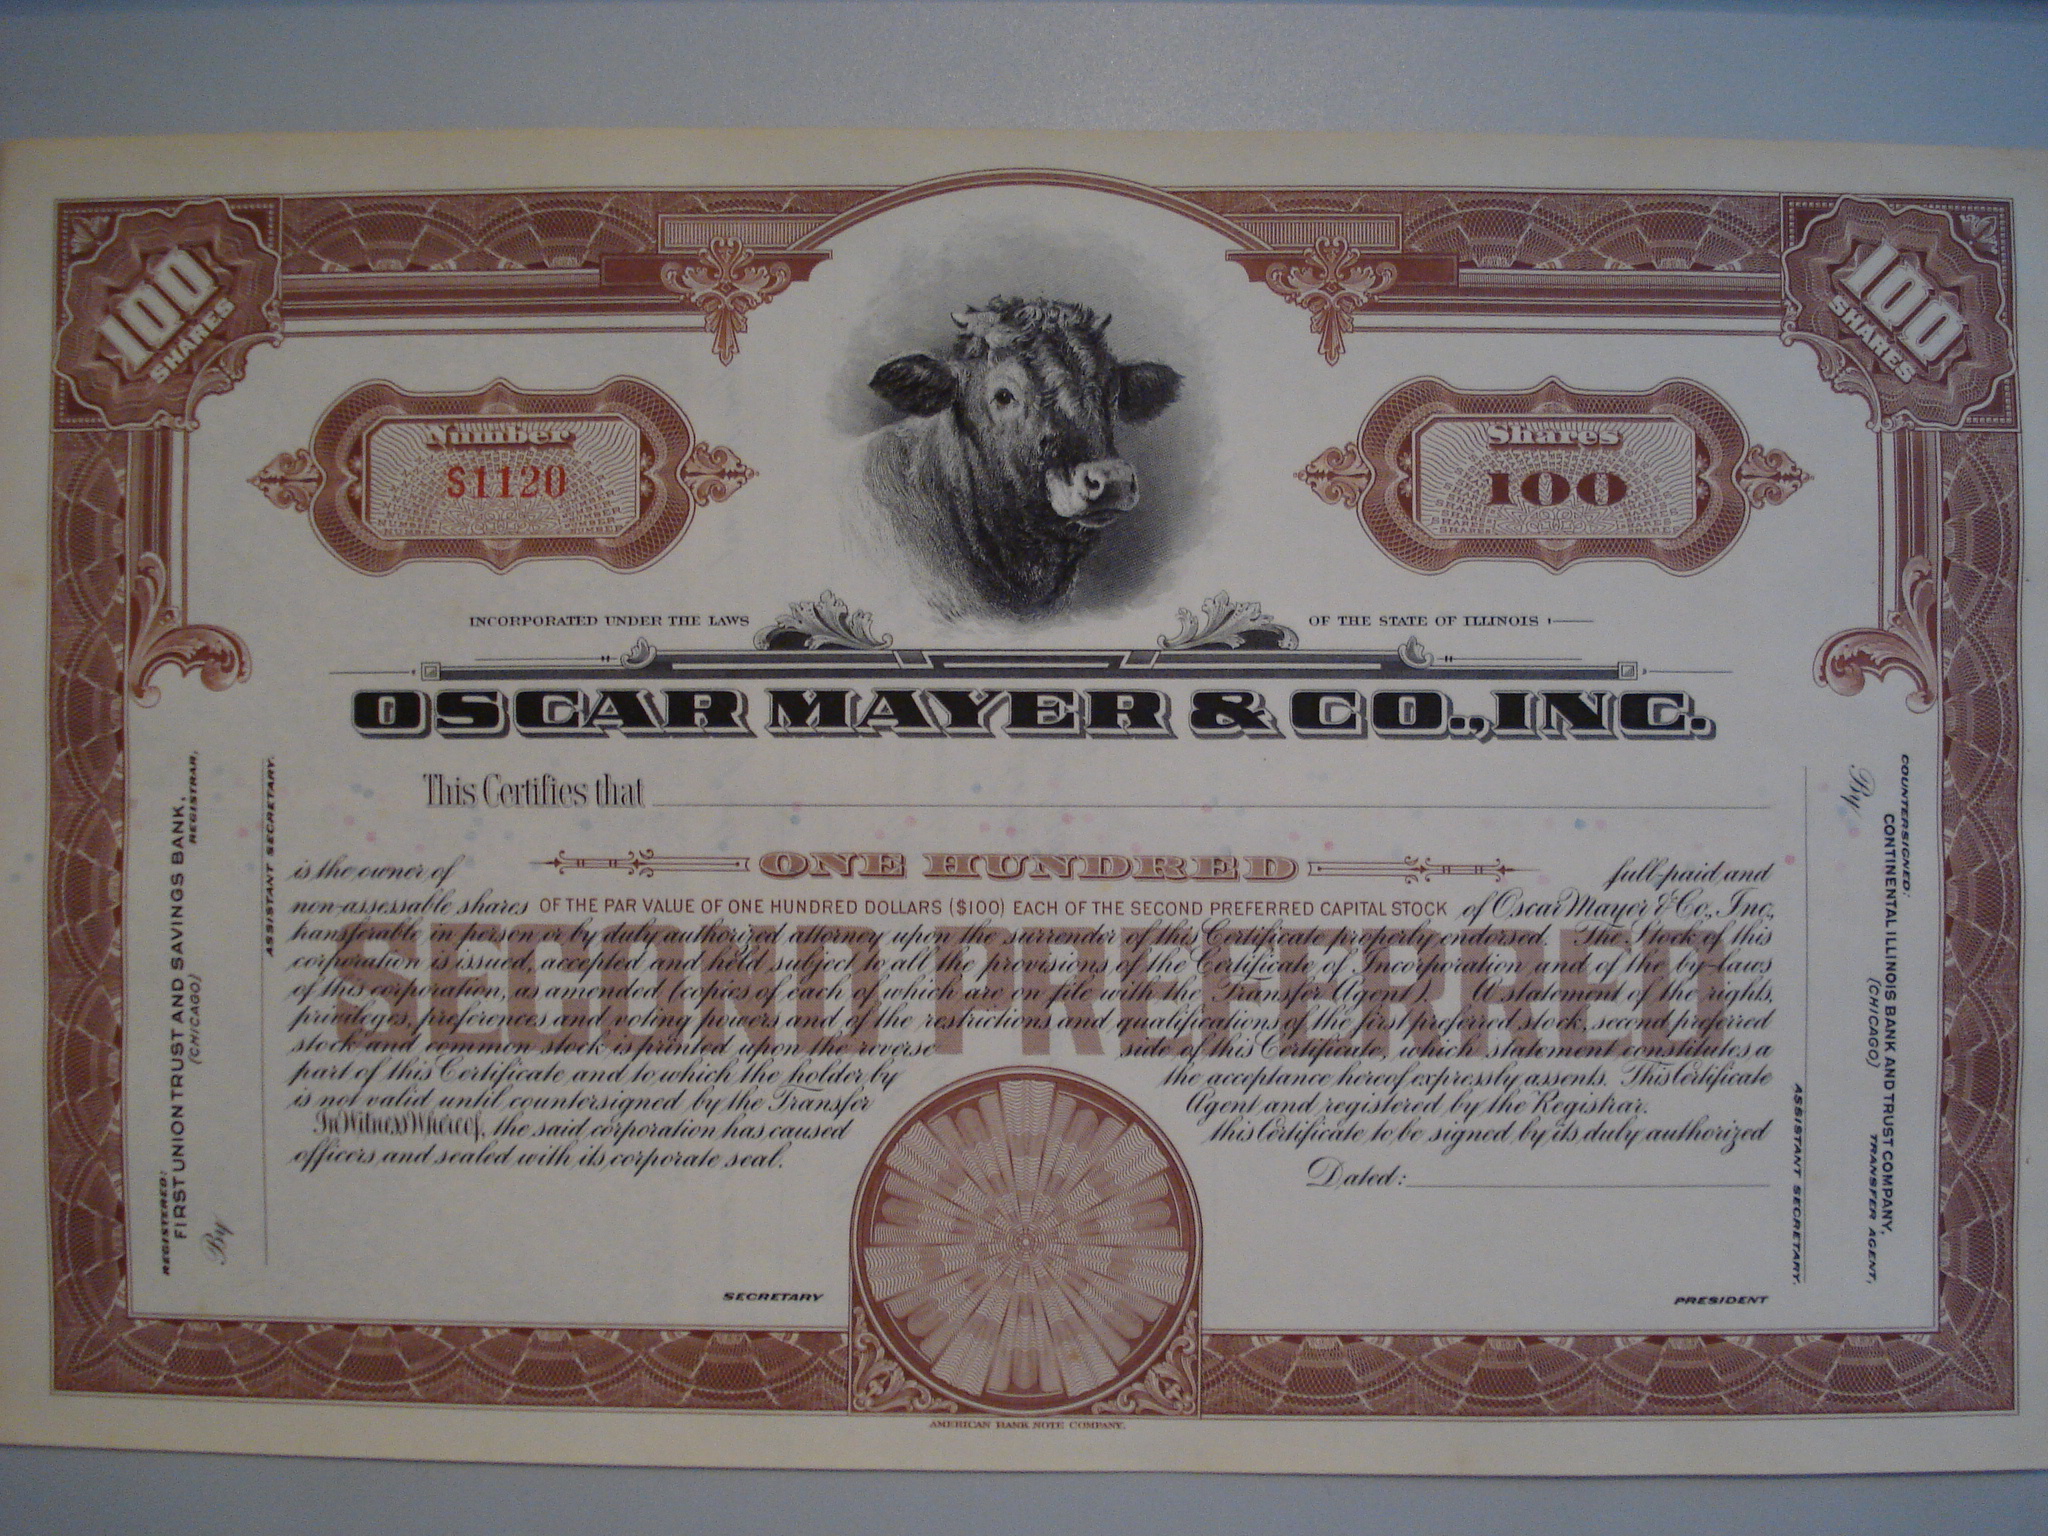 100
SHARES
100
SHARES
Number
S1120
Shares
100
INCORPORATED UNDER THE LAWS OF THE STATE OF ILLINOIS
OSCAR MAYER & CO., INC.
This Certifies that
is the owner of ONE HUNDRED full-paid and
non-assessable shares OF THE PAR VALUE OF ONE HUNDRED DOLLARS ($100) EACH OF THE SECOND PREFERRED CAPITAL STOCK of Oscar Mayer & Co., Inc.,
transferable in person or by duly authorized attorney upon the surrender of this Certificate properly endorsed. The Stock of this
corporation is issued, accepted and held subject to all the provisions of the Certificate of Incorporation and of the by-laws
of this corporation, as amended (copies of each of which are on file with the Transfer Agent). A statement of the rights,
privileges, preferences and voting powers and of the restrictions and qualifications of the first preferred stock, second preferred
stock and common stock is printed upon the reverse side of this Certificate, which statement constitutes a
part of this Certificate and to which the holder by the acceptance hereof expressly assents. This Certificate
is not valid until countersigned by the Transfer Agent and registered by the Registrar.
In Witness Whereof, the said corporation has caused this Certificate to be signed by its duly authorized
officers and sealed with its corporate seal.
Dated:
SECRETARY
PRESIDENT
REGISTERED:
FIRST UNION TRUST AND SAVINGS BANK,
(CHICAGO) REGISTRAR,
By
ASSISTANT SECRETARY.
COUNTERSIGNED:
CONTINENTAL ILLINOIS BANK AND TRUST COMPANY,
(CHICAGO) TRANSFER AGENT,
By
ASSISTANT SECRETARY.
AMERICAN BANK NOTE COMPANY.